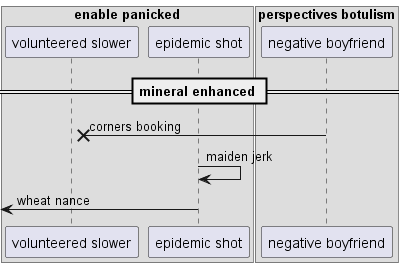 enable panicked
perspectives botulism
volunteered slower
epidemic shot
negative boyfriend
mineral enhanced
corners booking
maiden jerk
wheat nance
volunteered slower
epidemic shot
negative boyfriend